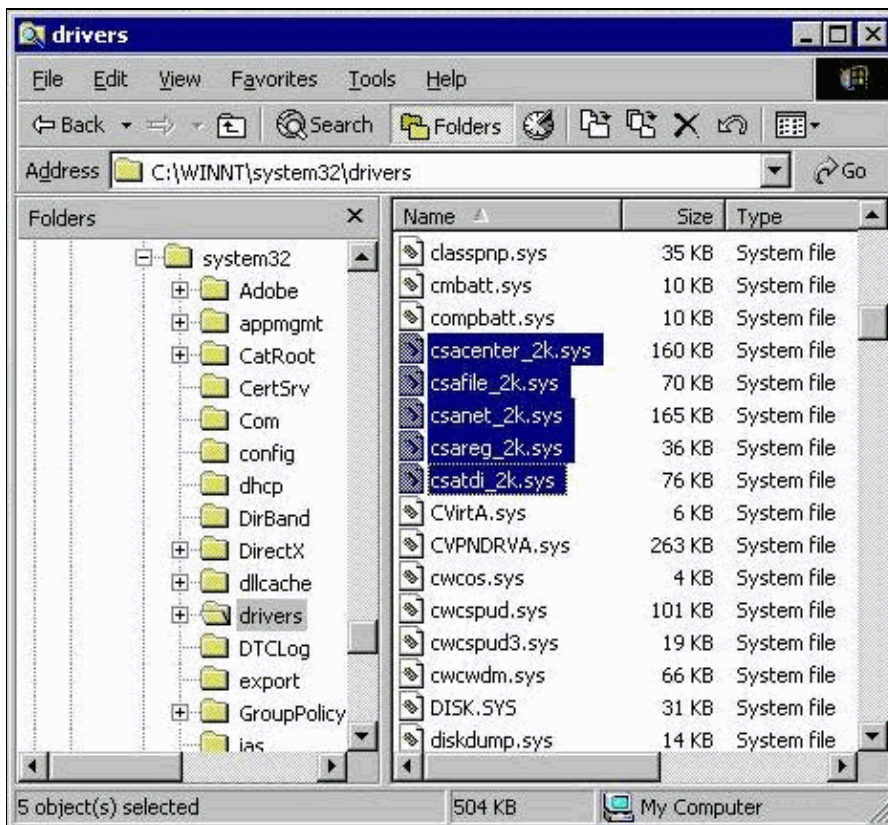 drivers
File Edit View Favorites Tools Help
Back Search Folders
Address C:\WINNT\system32\drivers Go
Folders
system32
Adobe
appmgmt
CatRoot
CertSrv
Com
config
dhcp
DirBand
DirectX
dllcache
drivers
DTCLog
export
GroupPolicy
ias
Name Size Type
classpnp.sys 35 KB System file
cmbatt.sys 10 KB System file
compbatt.sys 10 KB System file
csacenter_2k.sys 160 KB System file
csafile_2k.sys 70 KB System file
csanet_2k.sys 165 KB System file
csareg_2k.sys 36 KB System file
csatdi_2k.sys 76 KB System file
CVirtA.sys 6 KB System file
CVPNDRVA.sys 263 KB System file
cwcos.sys 4 KB System file
cwcspud.sys 101 KB System file
cwcspud3.sys 19 KB System file
cwcwdm.sys 66 KB System file
DISK.SYS 31 KB System file
diskdump.sys 14 KB System file
5 object(s) selected 504 KB My Computer